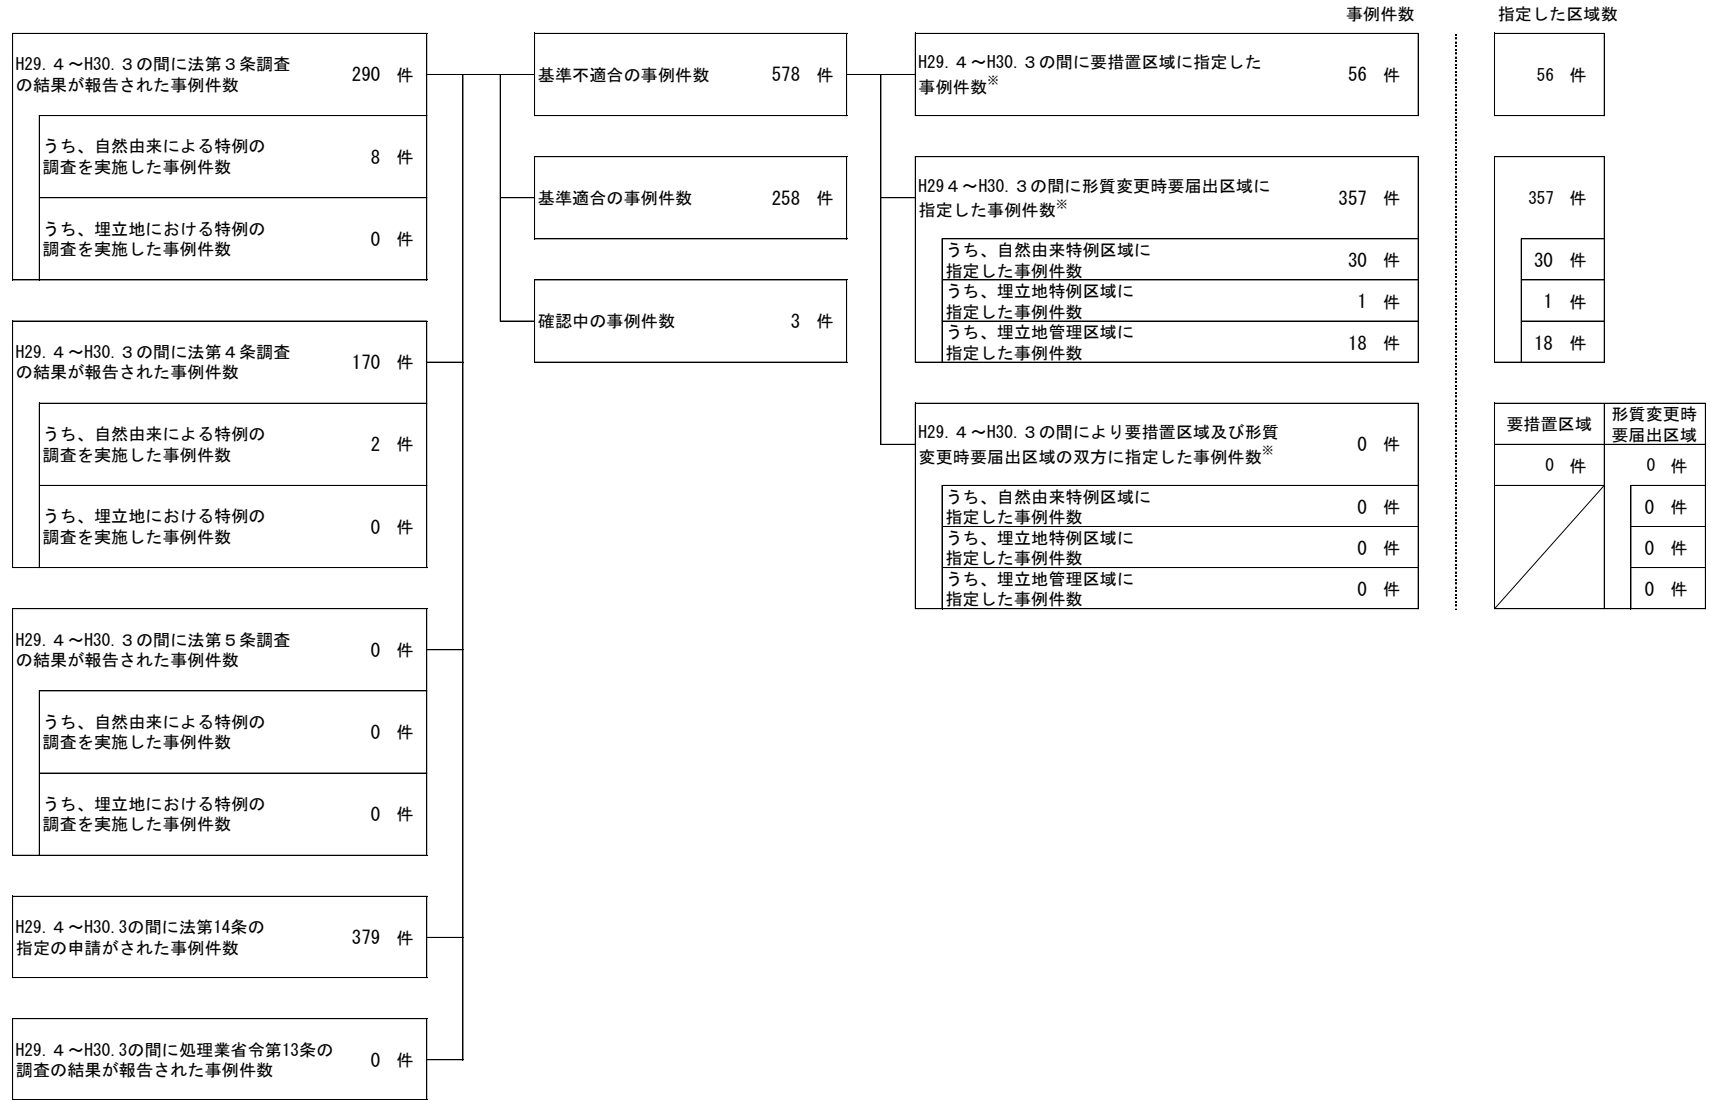 事例件数
指定した区域数
H29.４～H30.３の間に法第３条調査
の結果が報告された事例件数
290 件
うち、自然由来による特例の
調査を実施した事例件数
8 件
うち、埋立地における特例の
調査を実施した事例件数
0 件
H29.４～H30.３の間に法第４条調査
の結果が報告された事例件数
170 件
うち、自然由来による特例の
調査を実施した事例件数
2 件
うち、埋立地における特例の
調査を実施した事例件数
0 件
H29.４～H30.３の間に法第５条調査
の結果が報告された事例件数
0 件
うち、自然由来による特例の
調査を実施した事例件数
0 件
うち、埋立地における特例の
調査を実施した事例件数
0 件
H29.４～H30.3の間に法第14条の
指定の申請がされた事例件数
379 件
H29.４～H30.3の間に処理業省令第13条の
調査の結果が報告された事例件数
0 件
基準不適合の事例件数 578 件
基準適合の事例件数 258 件
確認中の事例件数 3 件
H29.４～H30.３の間に要措置区域に指定した
事例件数※
56 件
56 件
H29４～H30.３の間に形質変更時要届出区域に
指定した事例件数※
357 件
357 件
うち、自然由来特例区域に
指定した事例件数
30 件
30 件
うち、埋立地特例区域に
指定した事例件数
1 件
1 件
うち、埋立地管理区域に
指定した事例件数
18 件
18 件
H29.４～H30.３の間により要措置区域及び形質
変更時要届出区域の双方に指定した事例件数※
0 件
要措置区域
形質変更時
要届出区域
0 件
0 件
うち、自然由来特例区域に
指定した事例件数
0 件
0 件
うち、埋立地特例区域に
指定した事例件数
0 件
0 件
うち、埋立地管理区域に
指定した事例件数
0 件
0 件